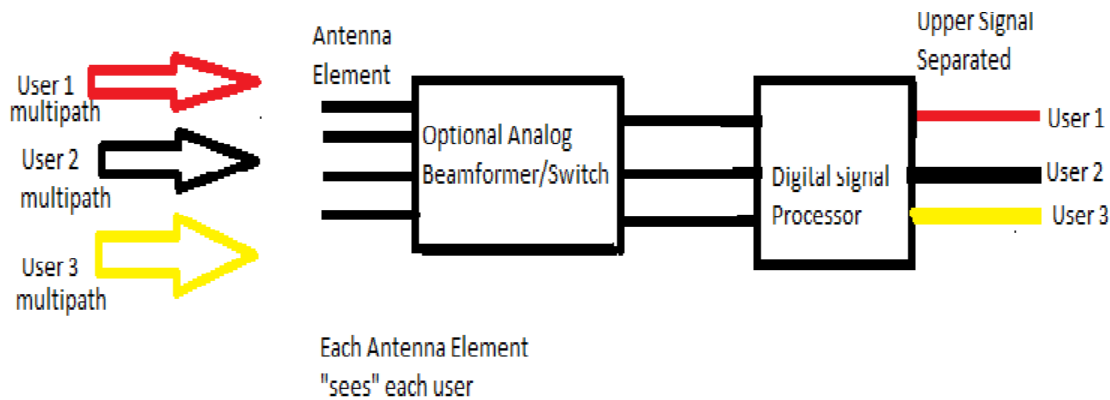 User 1
multipath
User 2
multipath
User 3
multipath
Antenna
Element
Optional Analog
Beamformer/Switch
Digital signal
Processor
Upper Signal
Separated
User 1
User 2
User 3
Each Antenna Element
"sees" each user